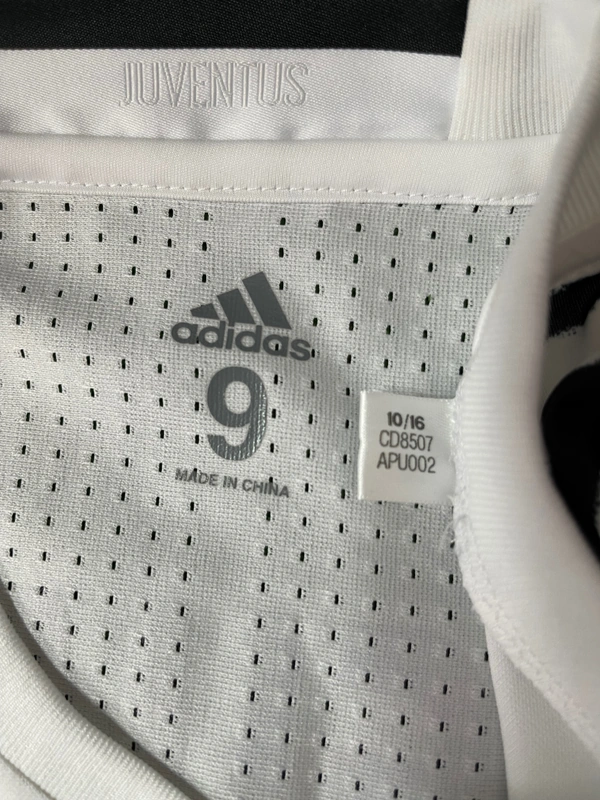 JUVENTUS
adidas
9
MADE IN CHINA
10/16
CD8507
APU002